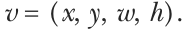 v = (x, y, w, h).